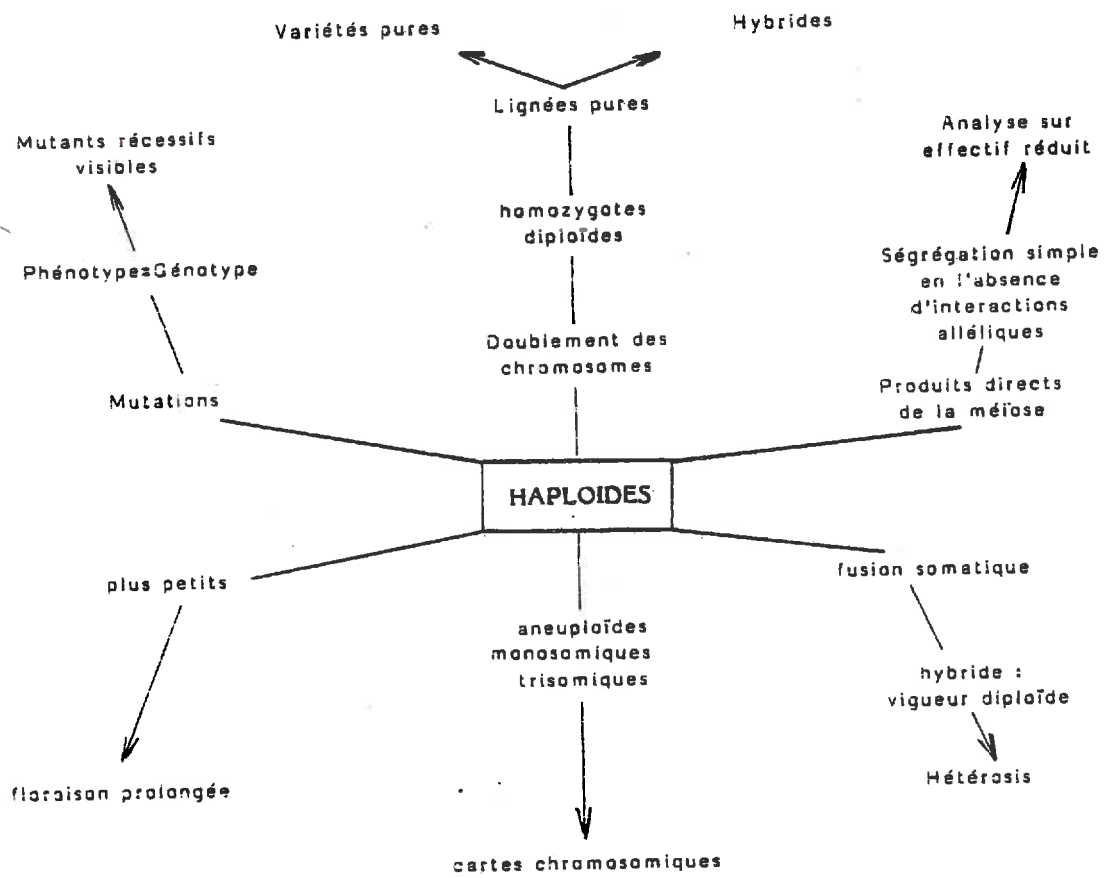 Variétés pures
Hybrides
Lignées pures
Mutants récessifs
visibles
Analyse sur
effectif réduit
homozygotes
diploïdes
Phénotype=Génotype
Ségrégation simple
en l'absence
d'interactions
alléliques
Doublement des
chromosomes
Mutations
Produits directs
de la méïose
HAPLOIDES
plus petits
fusion somatique
aneuploïdes
monosomiques
trisomiques
hybride :
vigueur diploïde
floraison prolongée
Hétérosis
cartes chromosomiques